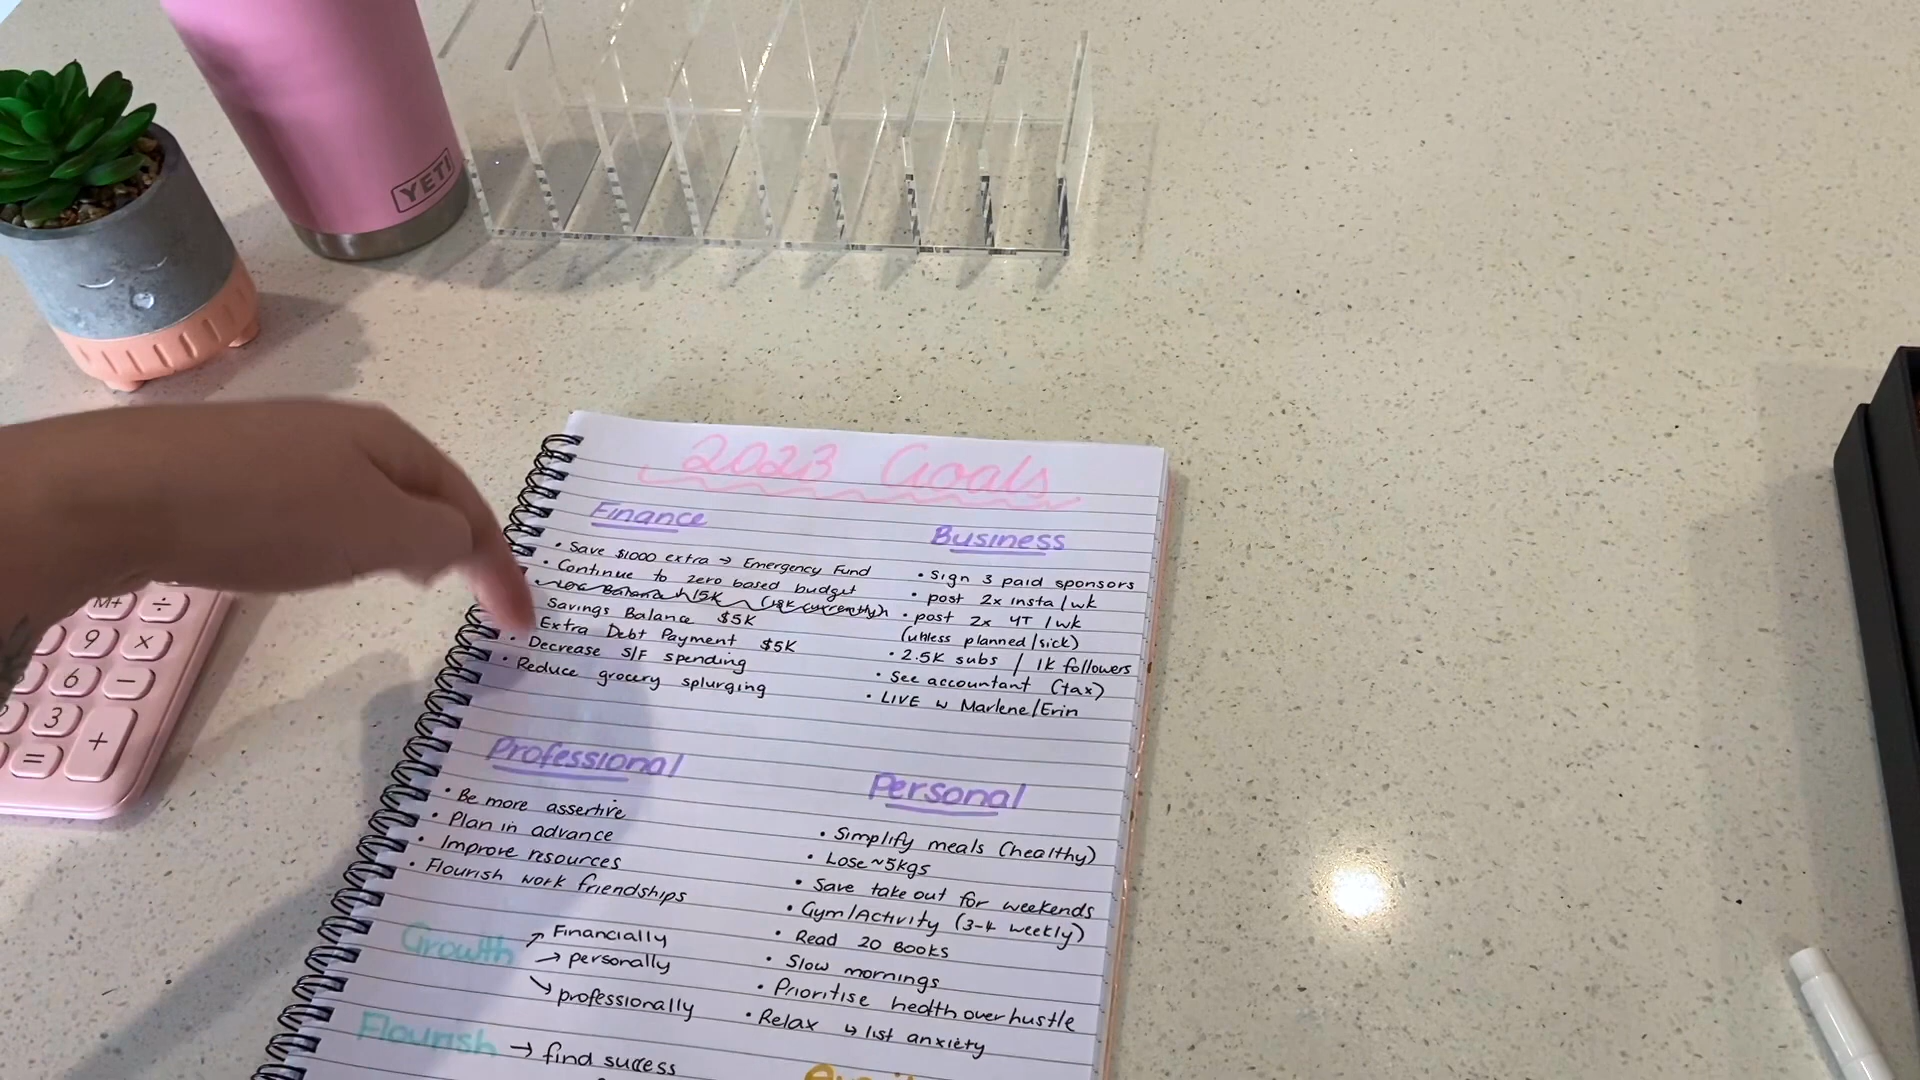 YETI
2023 Goals
Finance
• Save $1000 extra → Emergency Fund
• Continue to zero based budget
Savings Balance $5K
Extra Debt Payment $5K
• Decrease S/F spending
• Reduce grocery splurging
Business
• Sign 3 paid sponsors
• post 2x insta/wk
• post 2x YT /wk
(unless planned/sick)
• 2.5K subs / 1K followers
• See accountant (tax)
• LIVE w Marlene/Erin
Professional
• Be more assertive
• Plan in advance
• Improve resources
• Flourish work friendships
Personal
• Simplify meals (healthy)
• Lose ~5kgs
• Save take out for weekends
• Gym/Activity (3-4 weekly)
• Read 20 Books
• Slow mornings
• Prioritise health over hustle
• Relax ↳ list anxiety
Growth
↗ Financially
→ personally
↘ professionally
Flourish → find success
M+ ÷
9 ×
6 −
3 +
=